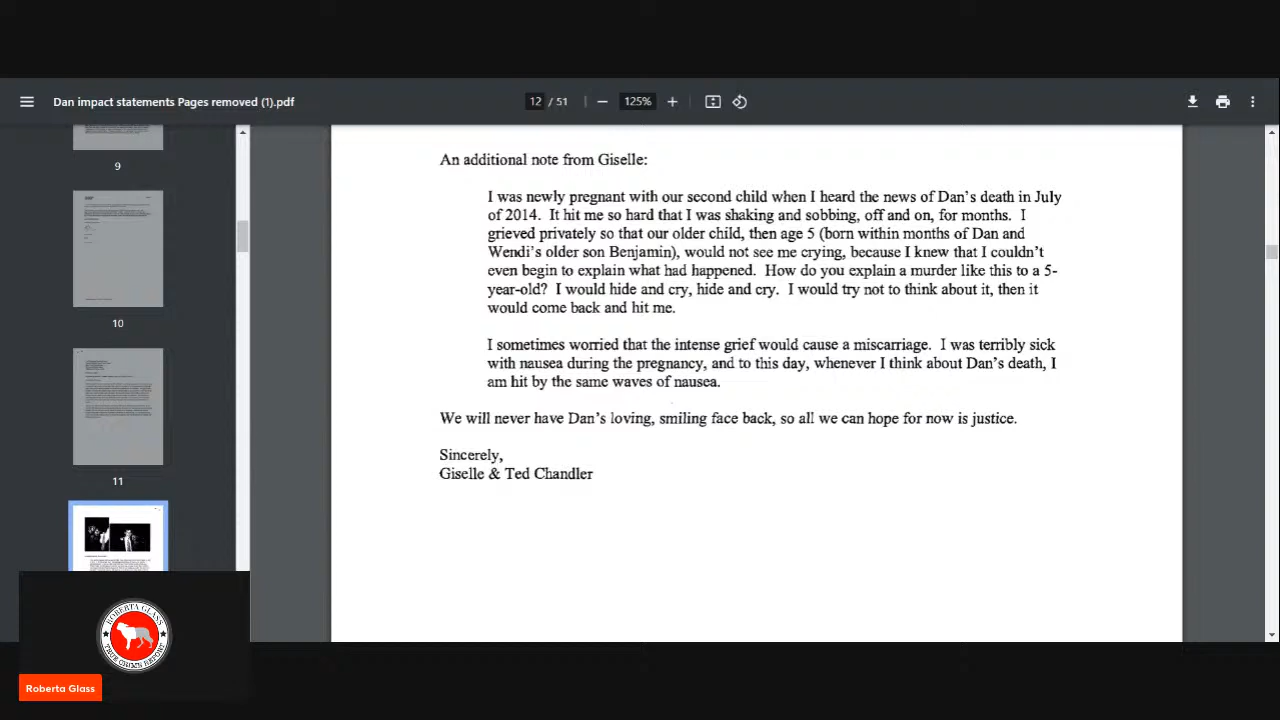 Dan impact statements Pages removed (1).pdf
12 / 51
125%
9
10
11
An additional note from Giselle:
I was newly pregnant with our second child when I heard the news of Dan's death in July
of 2014.  It hit me so hard that I was shaking and sobbing, off and on, for months.  I
grieved privately so that our older child, then age 5 (born within months of Dan and
Wendi's older son Benjamin), would not see me crying, because I knew that I couldn't
even begin to explain what had happened.  How do you explain a murder like this to a 5-
year-old?  I would hide and cry, hide and cry.  I would try not to think about it, then it
would come back and hit me.
I sometimes worried that the intense grief would cause a miscarriage.  I was terribly sick
with nausea during the pregnancy, and to this day, whenever I think about Dan's death, I
am hit by the same waves of nausea.
We will never have Dan's loving, smiling face back, so all we can hope for now is justice.
Sincerely,
Giselle & Ted Chandler
ROBERTA GLASS
TRUE CRIME REPORT
Roberta Glass